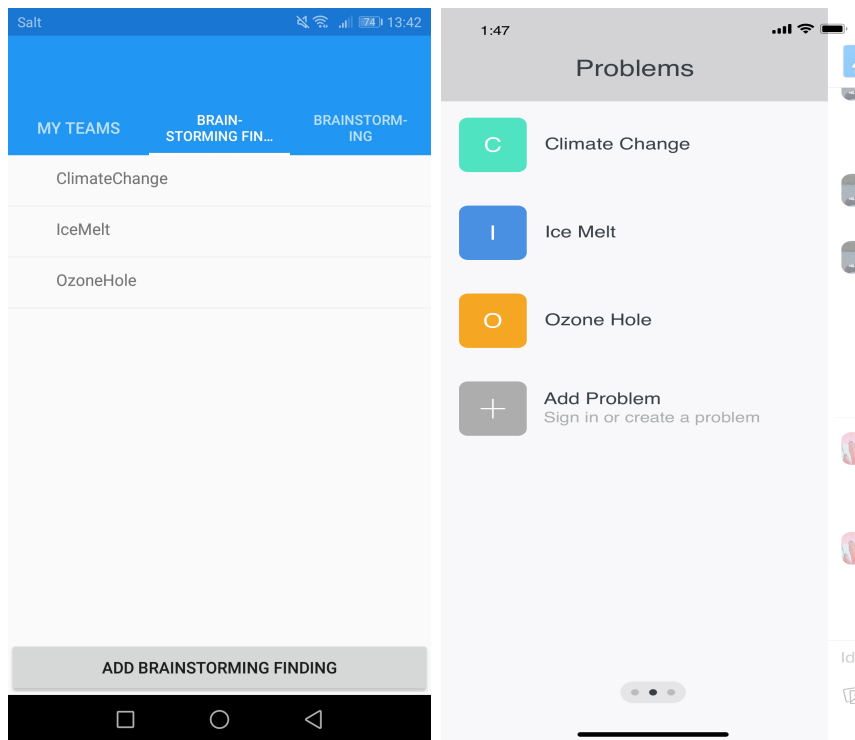 Salt
74 13:42
MY TEAMS
BRAIN-
STORMING FIN...
BRAINSTORM-
ING
ClimateChange
IceMelt
OzoneHole
ADD BRAINSTORMING FINDING
1:47
Problems
C
Climate Change
I
Ice Melt
O
Ozone Hole
Add Problem
Sign in or create a problem
Id